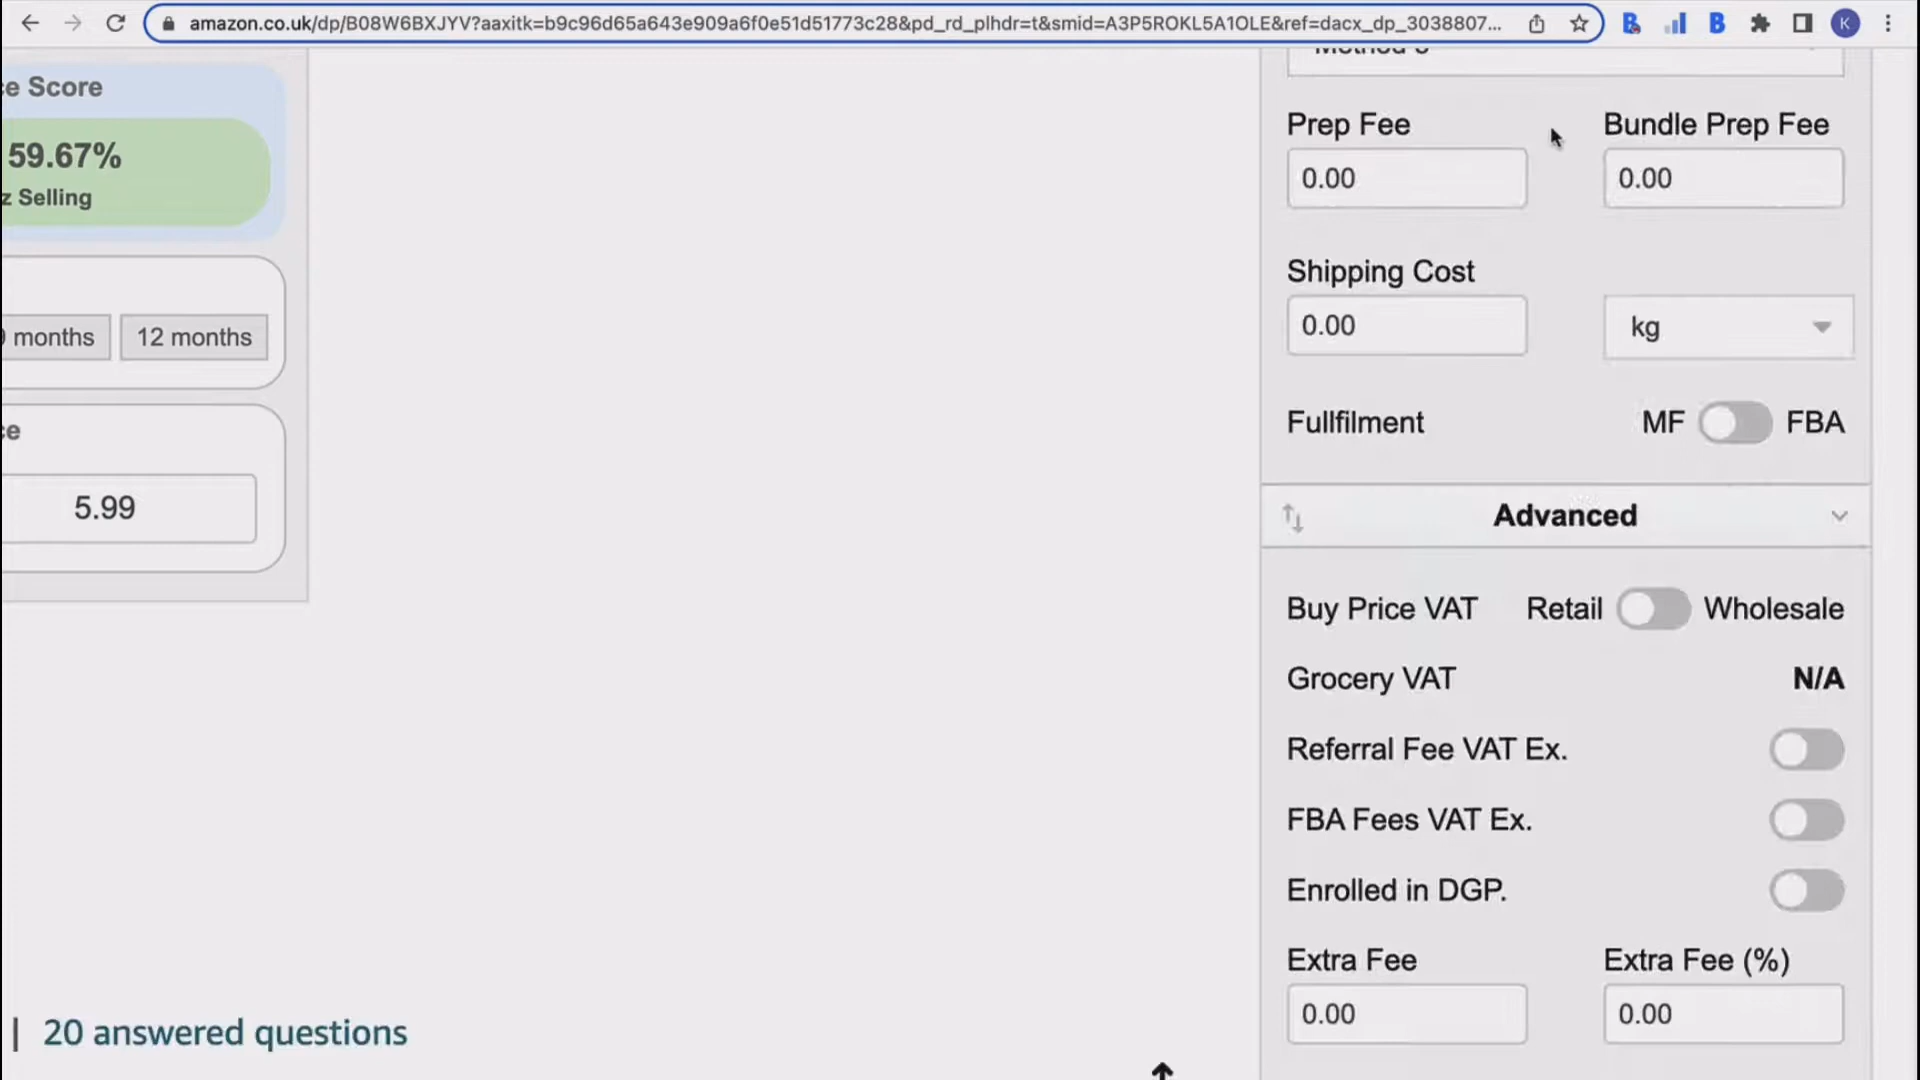 amazon.co.uk/dp/B08W6BXJYV?aaxitk=b9c96d65a643e909a6f0e51d51773c28&pd_rd_plhdr=t&smid=A3P5ROKL5A1OLE&ref=dacx_dp_3038807...
K
ce Score
59.67%
z Selling
months
12 months
ce
5.99
20 answered questions
Prep Fee
Bundle Prep Fee
0.00
0.00
Shipping Cost
0.00
kg
Fullfilment
MF
FBA
Advanced
Buy Price VAT
Retail
Wholesale
Grocery VAT
N/A
Referral Fee VAT Ex.
FBA Fees VAT Ex.
Enrolled in DGP.
Extra Fee
Extra Fee (%)
0.00
0.00